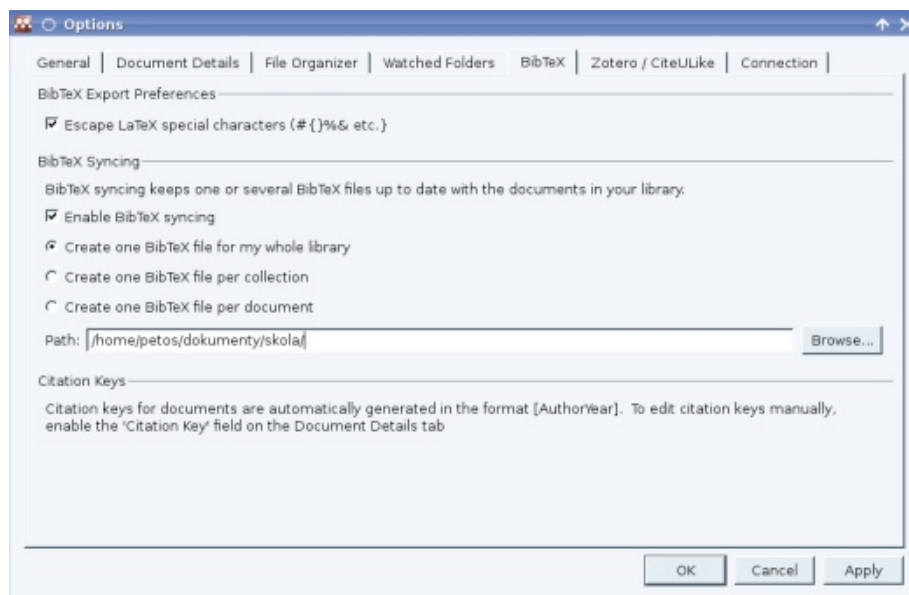 Options
General Document Details File Organizer Watched Folders BibTeX Zotero / CiteULike Connection
BibTeX Export Preferences
Escape LaTeX special characters (#{}%& etc.}
BibTeX Syncing
BibTeX syncing keeps one or several BibTeX files up to date with the documents in your library.
Enable BibTeX syncing
Create one BibTeX file for my whole library
Create one BibTeX file per collection
Create one BibTeX file per document
Path: /home/petos/dokumenty/skola/ Browse...
Citation Keys
Citation keys for documents are automatically generated in the format [AuthorYear]. To edit citation keys manually,
enable the 'Citation Key' field on the Document Details tab
OK Cancel Apply